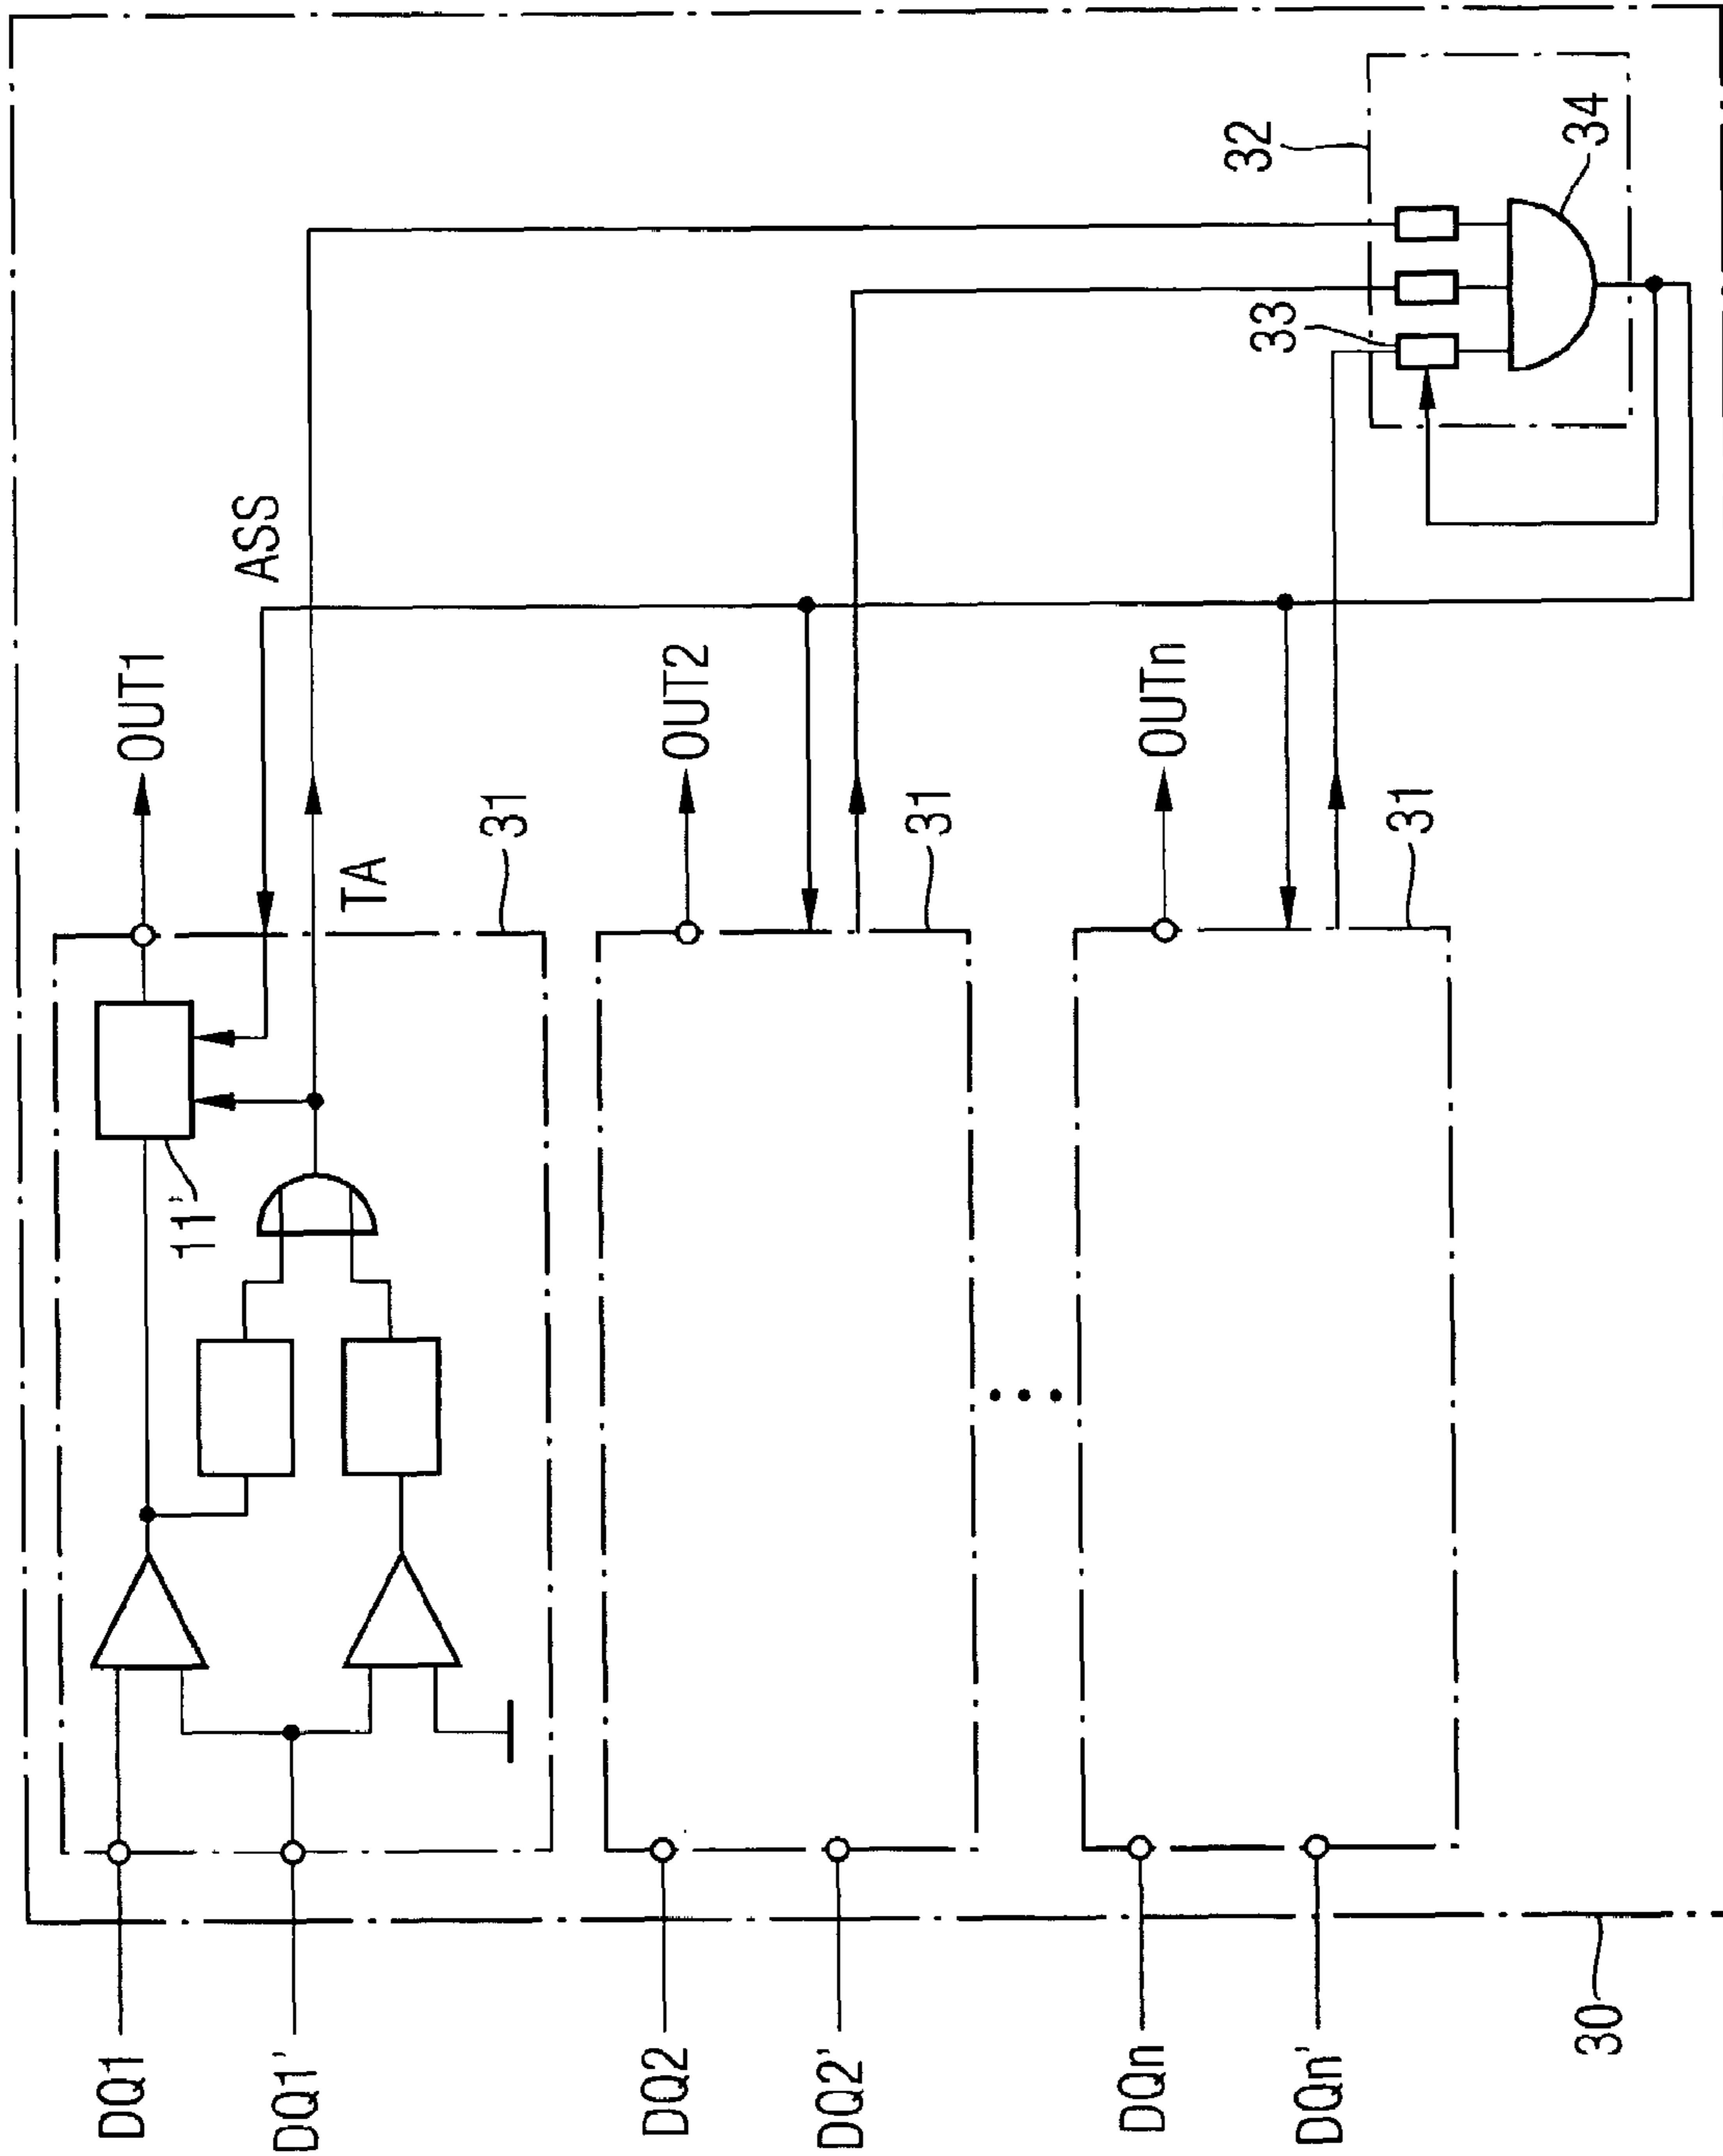 DQ1
DQ1'
DQ2
DQ2'
DQn
DQn'
30
11'
TA
31
31
31
OUT1
OUT2
OUTn
ASS
33
32
34